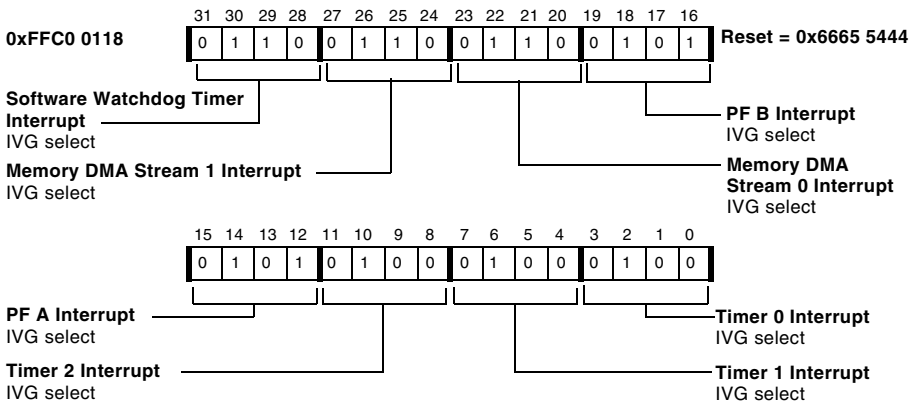 31 30 29 28 27 26 25 24 23 22 21 20 19 18 17 16
0xFFC0 0118
0 1 1 0 0 1 1 0 0 1 1 0 0 1 0 1
Reset = 0x6665 5444
Software Watchdog Timer
Interrupt
IVG select
Memory DMA Stream 1 Interrupt
IVG select
PF B Interrupt
IVG select
Memory DMA
Stream 0 Interrupt
IVG select
15 14 13 12 11 10 9 8 7 6 5 4 3 2 1 0
0 1 0 1 0 1 0 0 0 1 0 0 0 1 0 0
PF A Interrupt
IVG select
Timer 2 Interrupt
IVG select
Timer 0 Interrupt
IVG select
Timer 1 Interrupt
IVG select